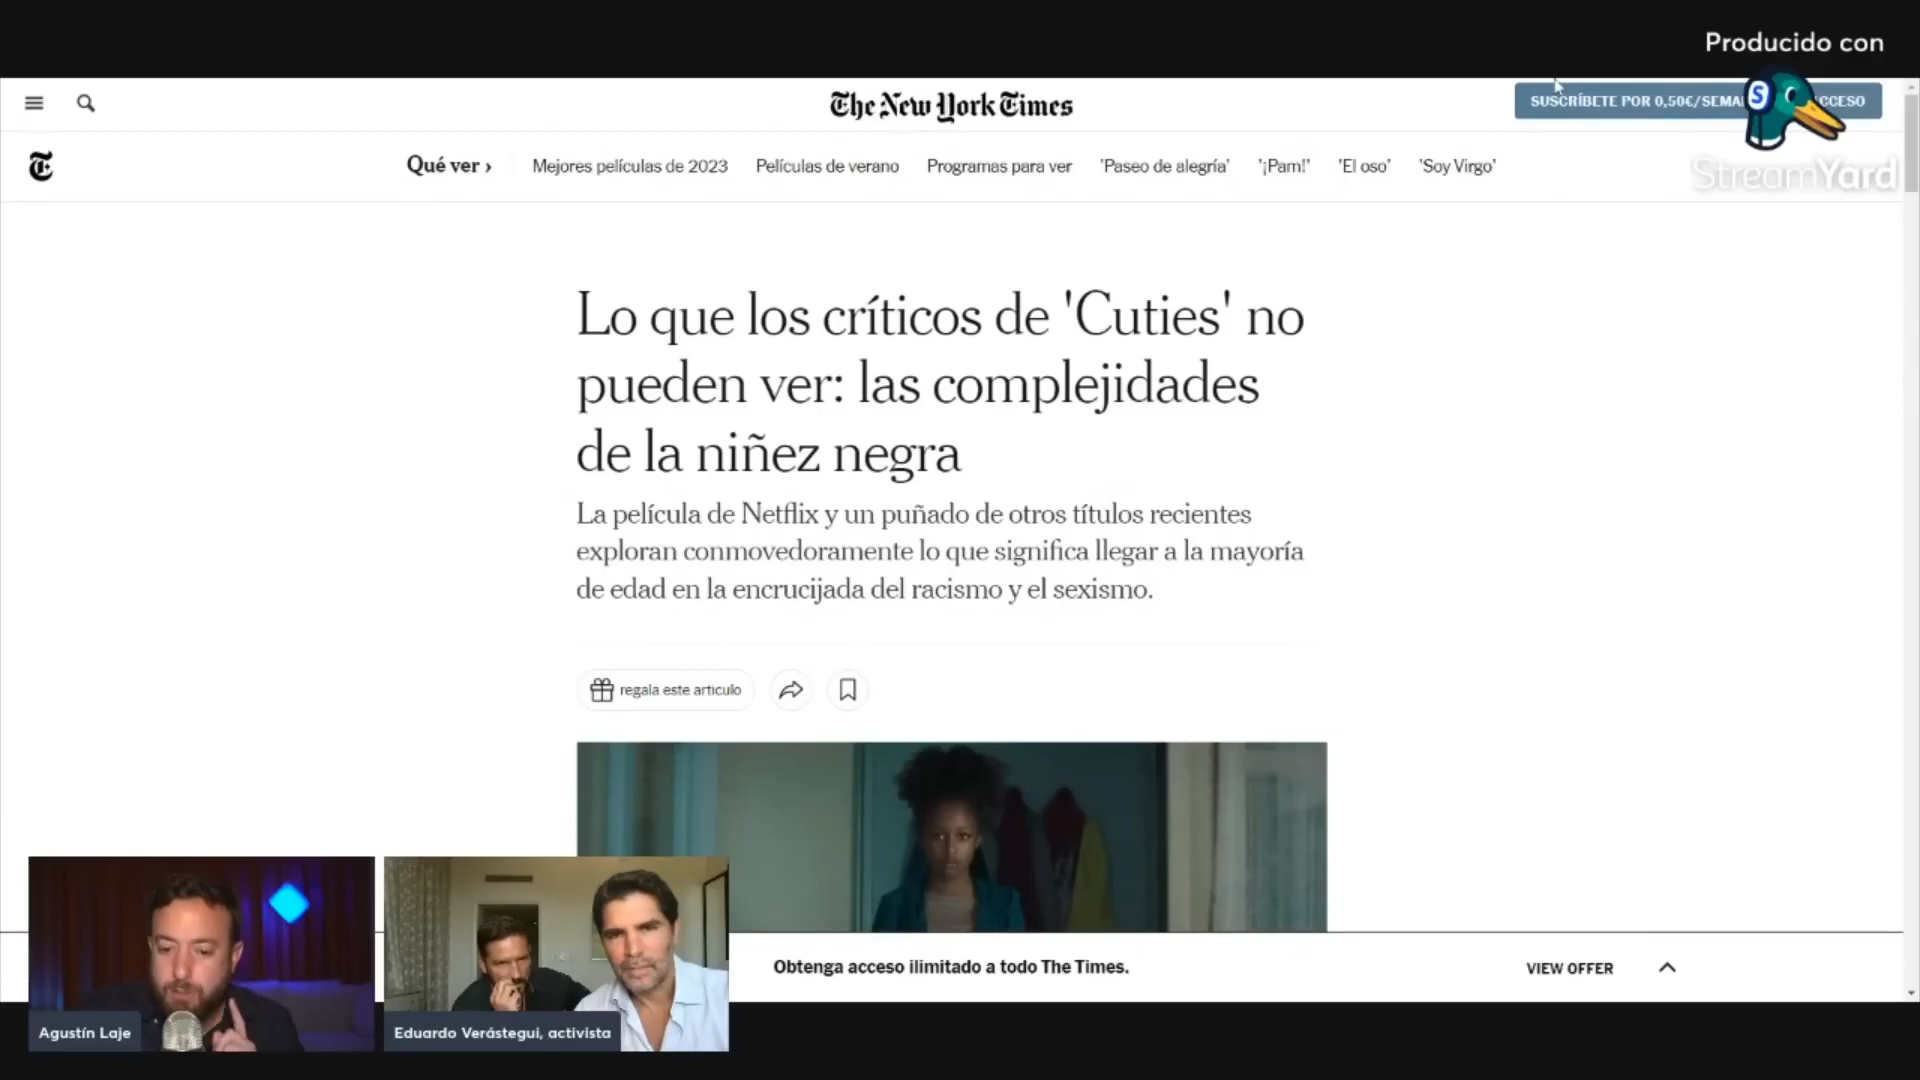 Producido con
The New York Times
SUSCRÍBETE POR 0,50€/SEMA
CCESO
S
StreamYard
T
Qué ver ›
Mejores películas de 2023
Películas de verano
Programas para ver
'Paseo de alegría'
'¡Pam!'
'El oso'
'Soy Virgo'
Lo que los críticos de 'Cuties' no
pueden ver: las complejidades
de la niñez negra
La película de Netflix y un puñado de otros títulos recientes
exploran conmovedoramente lo que significa llegar a la mayoría
de edad en la encrucijada del racismo y el sexismo.
regala este articulo
Obtenga acceso ilimitado a todo The Times.
VIEW OFFER
Agustín Laje
Eduardo Verástegui, activista